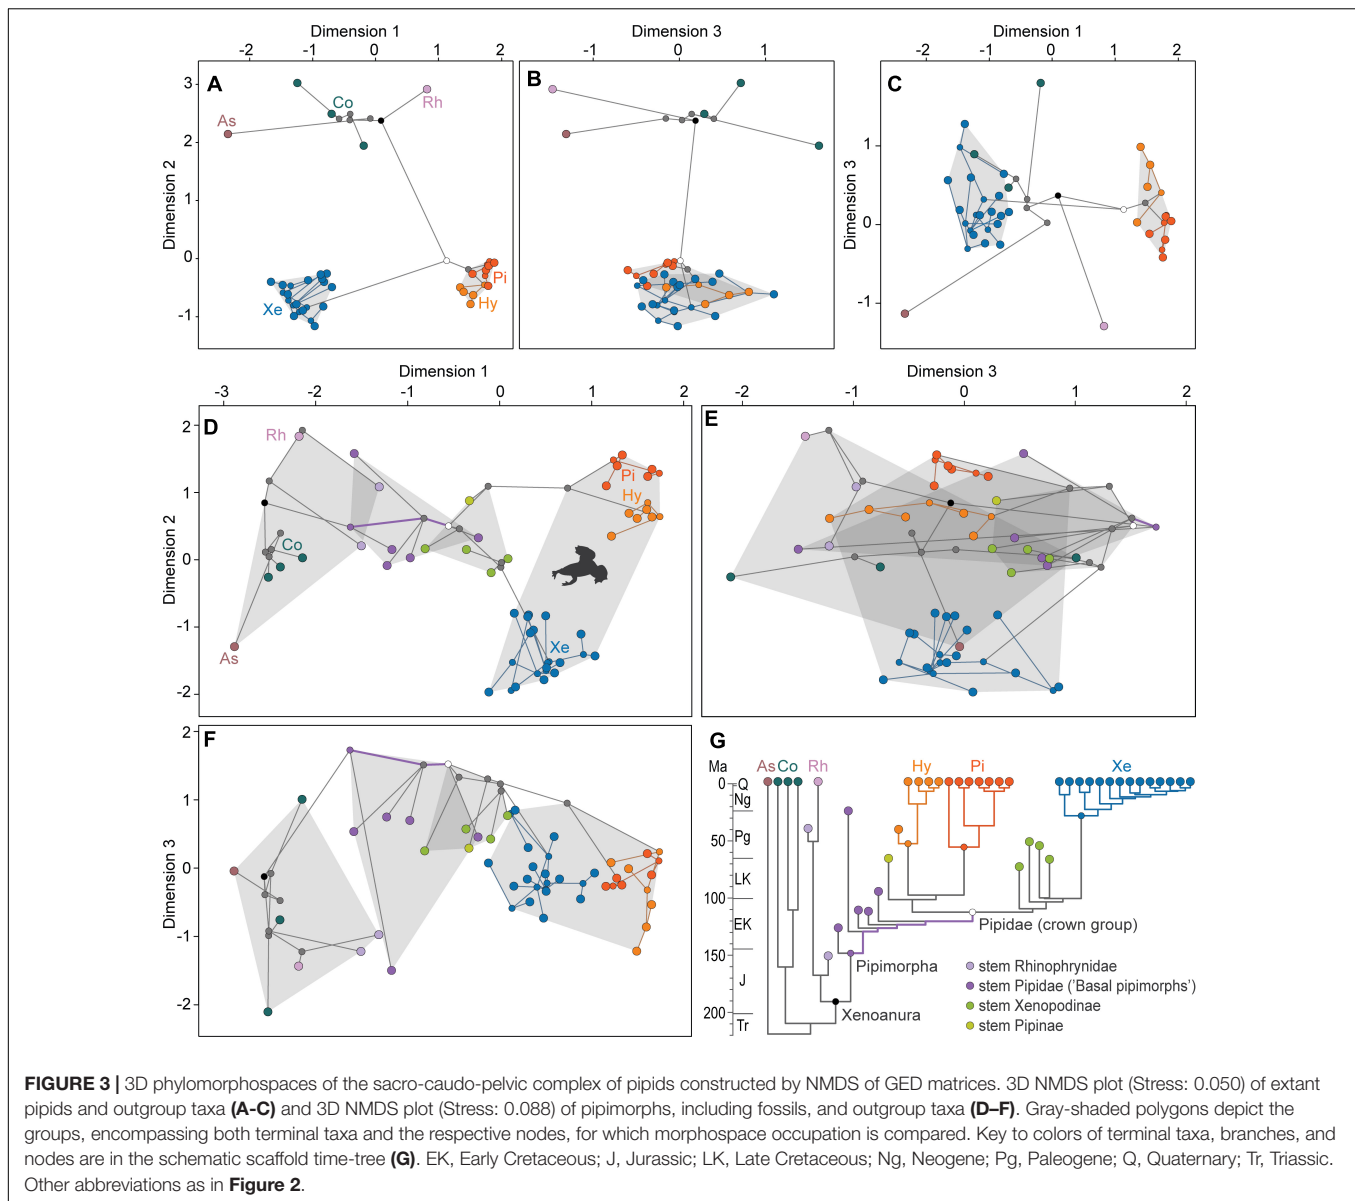 Dimension 1
-2 -1 0 1 2
Dimension 2
3
2
1
0
-1
A
As
Co
Rh
Xe
Pi
Hy
Dimension 3
-1 0 1
B
Dimension 1
-2 -1 0 1 2
Dimension 3
1
0
-1
C
Dimension 1
-3 -2 -1 0 1 2
Dimension 2
2
1
0
-1
-2
D
Rh
Co
As
Pi
Hy
Xe
Dimension 3
-2 -1 0 1 2
E
Dimension 3
2
1
0
-1
-2
F
G
Ma
As Co Rh Hy Pi Xe
0
50
100
150
200
Q
Ng
Pg
LK
EK
J
Tr
Pipidae (crown group)
Pipimorpha
Xenoanura
stem Rhinophrynidae
stem Pipidae ('Basal pipimorphs')
stem Xenopodinae
stem Pipinae
FIGURE 3 | 3D phylomorphospaces of the sacro-caudo-pelvic complex of pipids constructed by NMDS of GED matrices. 3D NMDS plot (Stress: 0.050) of extant
pipids and outgroup taxa (A-C) and 3D NMDS plot (Stress: 0.088) of pipimorphs, including fossils, and outgroup taxa (D–F). Gray-shaded polygons depict the
groups, encompassing both terminal taxa and the respective nodes, for which morphospace occupation is compared. Key to colors of terminal taxa, branches, and
nodes are in the schematic scaffold time-tree (G). EK, Early Cretaceous; J, Jurassic; LK, Late Cretaceous; Ng, Neogene; Pg, Paleogene; Q, Quaternary; Tr, Triassic.
Other abbreviations as in Figure 2.